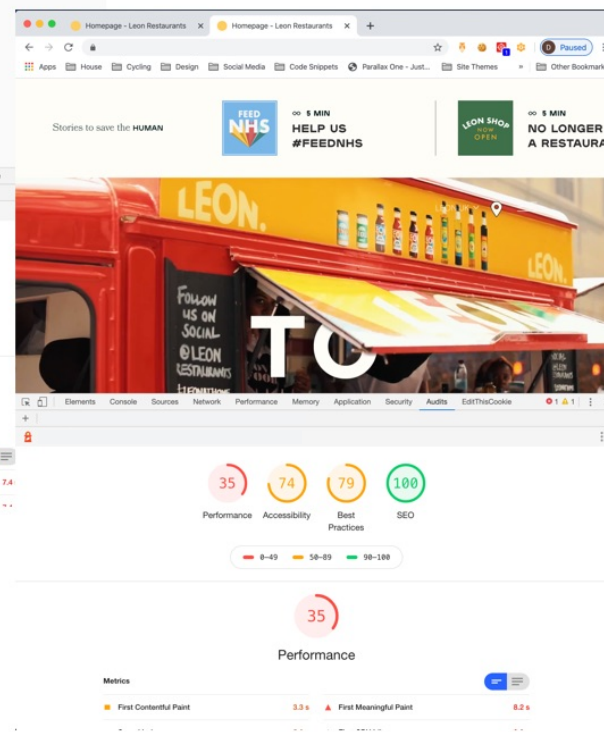 Homepage - Leon Restaurants
Homepage - Leon Restaurants
D Paused
Apps House Cycling Design Social Media Code Snippets Parallax One - Just... Site Themes » Other Bookmark
Stories to save the HUMAN
FEED
NHS
5 MIN
HELP US
#FEEDNHS
LEON SHOP
NOW
OPEN
5 MIN
NO LONGER
A RESTAURA
LEON.
LEON.
FOLLOW
US ON
SOCIAL
@LEON
RESTAURANTS
TO
Elements Console Sources Network Performance Memory Application Security Audits EditThisCookie 1 1
7.4
35 74 79 100
Performance Accessibility Best Practices SEO
0–49 50–89 90–100
35
Performance
Metrics
First Contentful Paint 3.3 s First Meaningful Paint 8.2 s